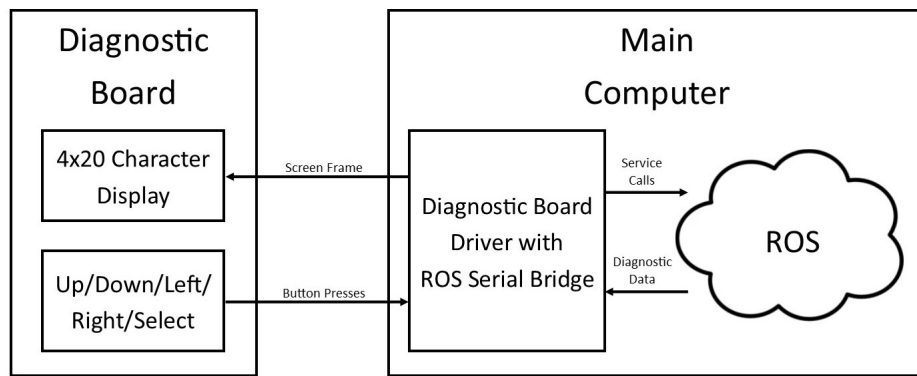 Diagnostic
Board
4x20 Character
Display
Up/Down/Left/
Right/Select
Screen Frame
Button Presses
Main
Computer
Diagnostic Board
Driver with
ROS Serial Bridge
Service
Calls
Diagnostic
Data
ROS